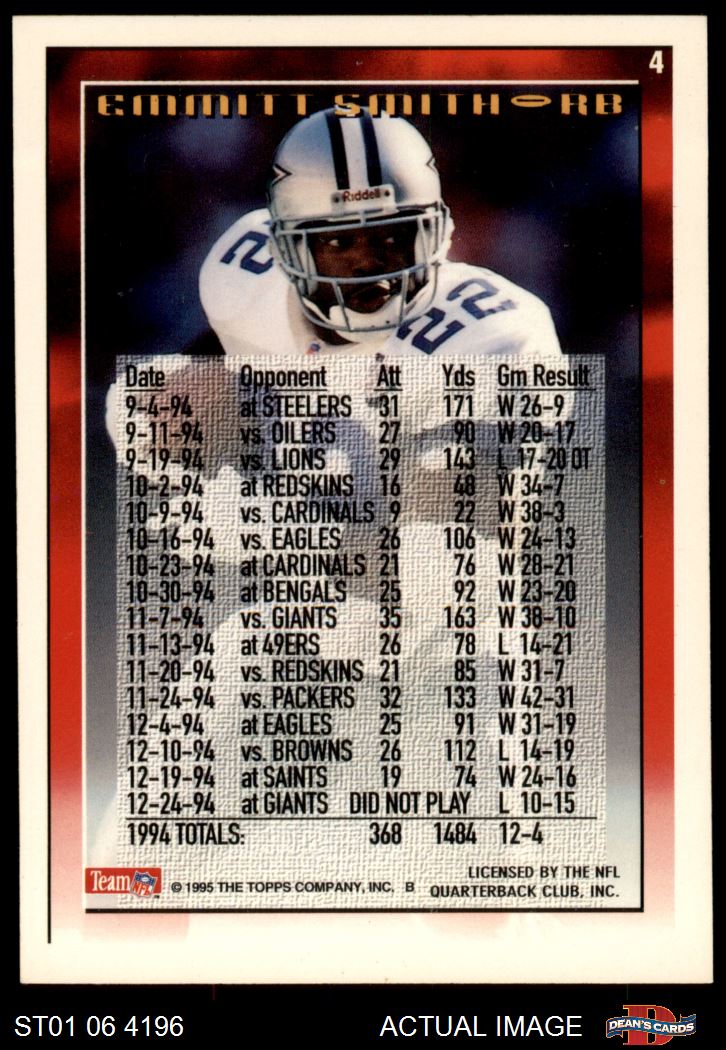 4
EMMITT SMITH RB
Riddell
22
22
Date Opponent Att Yds Gm Result
9-4-94 at STEELERS 31 171 W 26-9
9-11-94 vs. OILERS 27 90 W 20-17
9-19-94 vs. LIONS 29 143 L 17-20 OT
10-2-94 at REDSKINS 16 48 W 34-7
10-9-94 vs. CARDINALS 9 22 W 38-3
10-16-94 vs. EAGLES 26 106 W 24-13
10-23-94 at CARDINALS 21 76 W 28-21
10-30-94 at BENGALS 25 92 W 23-20
11-7-94 vs. GIANTS 35 163 W 38-10
11-13-94 at 49ERS 26 78 L 14-21
11-20-94 vs. REDSKINS 21 85 W 31-7
11-24-94 vs. PACKERS 32 133 W 42-31
12-4-94 at EAGLES 25 91 W 31-19
12-10-94 vs. BROWNS 26 112 L 14-19
12-19-94 at SAINTS 19 74 W 24-16
12-24-94 at GIANTS DID NOT PLAY L 10-15
1994 TOTALS: 368 1484 12-4
Team NFL ™ © 1995 THE TOPPS COMPANY, INC. B
LICENSED BY THE NFL
QUARTERBACK CLUB, INC.
ST01 06 4196 ACTUAL IMAGE
D DEAN'S CARDS